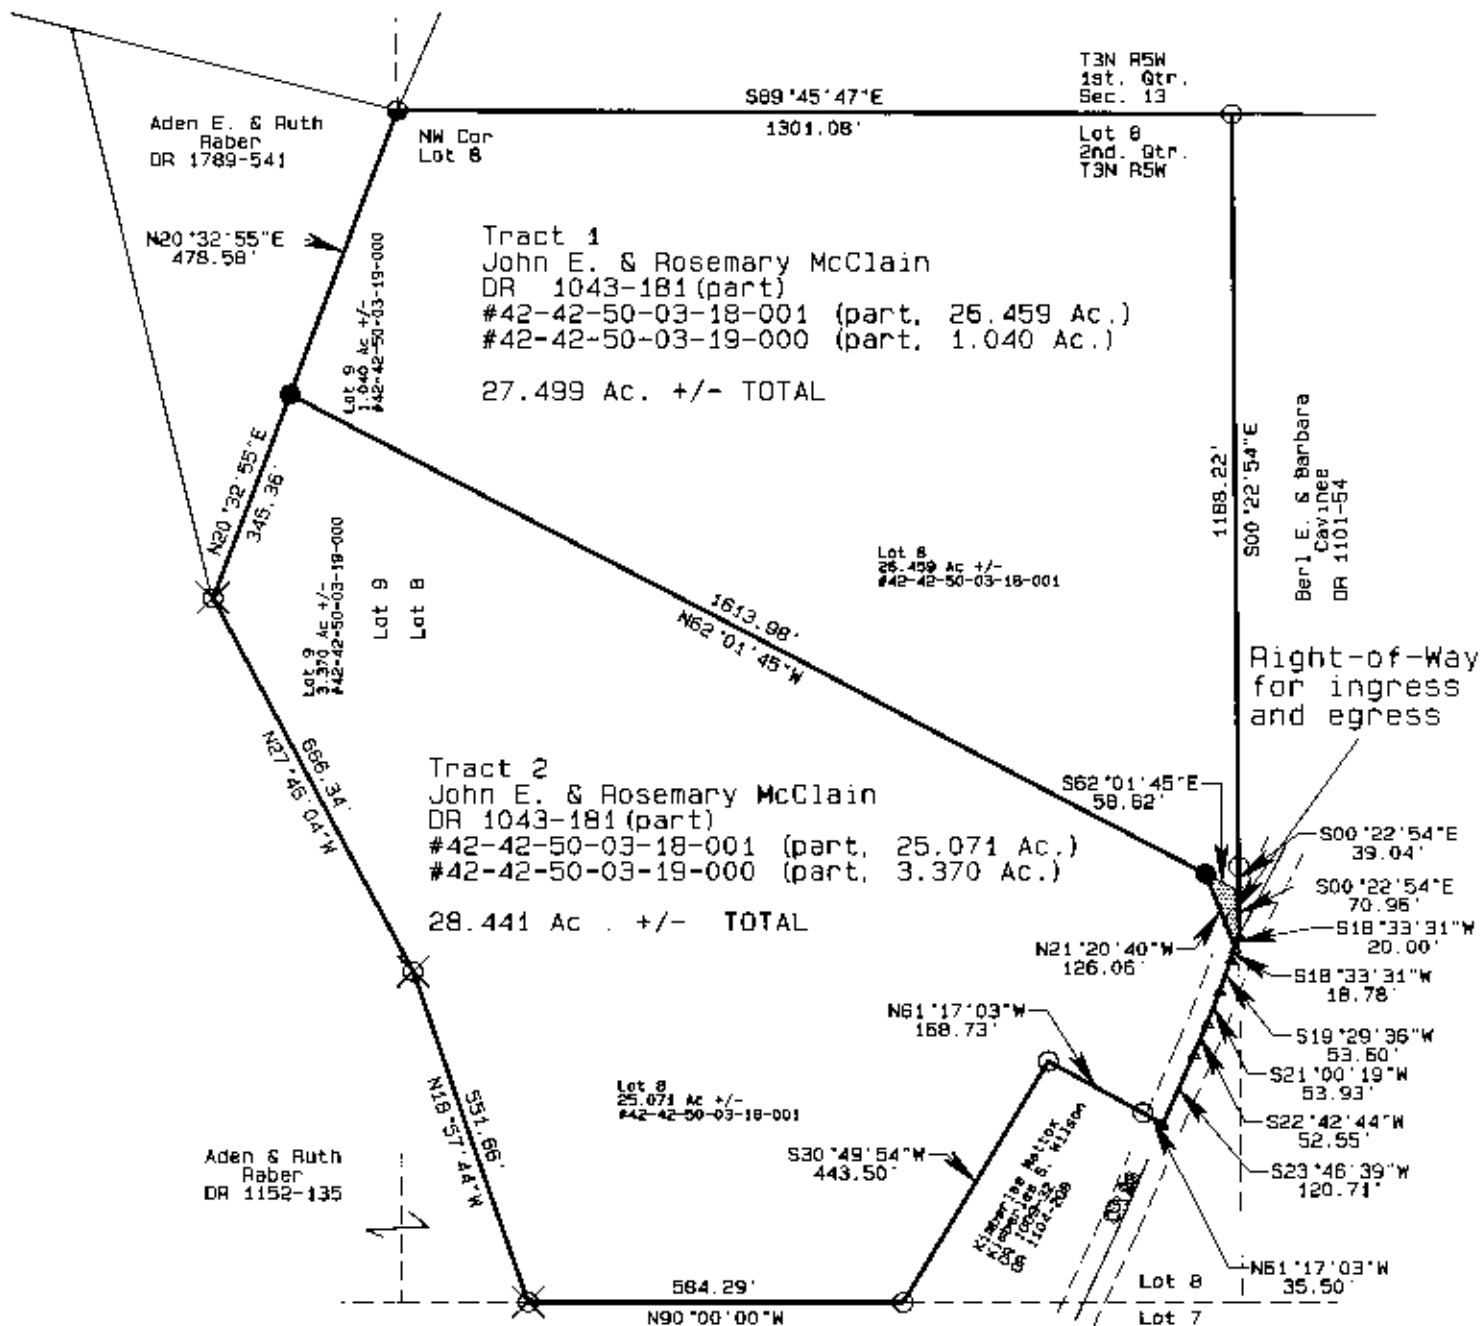 T3N R5W
1st. Qtr.
Sec. 13
S89°45'47"E
1301.08'
Lot 8
2nd. Qtr.
T3N R5W
Aden E. & Ruth
Raber
DR 1789-541
NW Cor
Lot 8
N20°32'55"E
478.58'
Tract 1
John E. & Rosemary McClain
DR 1043-181(part)
#42-42-50-03-18-001 (part, 26.459 Ac.)
#42-42-50-03-19-000 (part, 1.040 Ac.)
27.499 Ac. +/- TOTAL
Lot 9
1.040 Ac +/-
#42-42-50-03-19-000
N20°32'55"E
345.36'
1188.22'
S00°22'54"E
Berl E. & Barbara
Cavinee
DR 1101-54
Lot 8
26.459 Ac +/-
#42-42-50-03-18-001
1613.98'
N62°01'45"W
Lot 9
3.370 Ac +/-
#42-42-50-03-19-000
Lot 9
Lot 8
Right-of-Way
for ingress
and egress
666.34'
N27°46'04"W
Tract 2
John E. & Rosemary McClain
DR 1043-181(part)
#42-42-50-03-18-001 (part, 25.071 Ac.)
#42-42-50-03-19-000 (part, 3.370 Ac.)
28.441 Ac . +/- TOTAL
S62°01'45"E
58.62'
S00°22'54"E
39.04'
S00°22'54"E
70.96'
S18°33'31"W
20.00'
N21°20'40"W
126.06'
S18°33'31"W
18.78'
N61°17'03"W
168.73'
S19°29'36"W
53.60'
S21°00'19"W
53.93'
S22°42'44"W
52.55'
S23°46'39"W
120.71'
551.66'
N18°57'44"W
Lot 8
25.071 Ac +/-
#42-42-50-03-18-001
S30°49'54"W
443.50'
Kimberlee Mattox
Kimberlee S. Wilson
DR 1009-32
DR 1104-208
Aden & Ruth
Raber
DR 1152-135
N61°17'03"W
35.50'
584.29'
N90°00'00"W
Lot 8
Lot 7